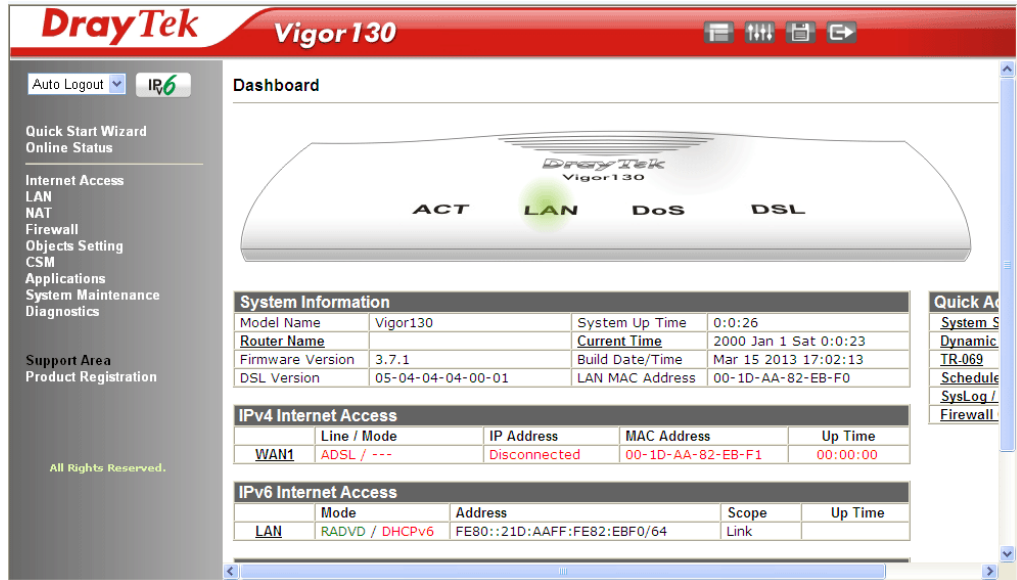 DrayTek
Vigor130
Auto Logout
IPv6
Quick Start Wizard
Online Status
Internet Access
LAN
NAT
Firewall
Objects Setting
CSM
Applications
System Maintenance
Diagnostics
Support Area
Product Registration
All Rights Reserved.
Dashboard
DrayTek
Vigor130
ACT LAN DoS DSL
System Information
Model Name Vigor130 System Up Time 0:0:26
Router Name Current Time 2000 Jan 1 Sat 0:0:23
Firmware Version 3.7.1 Build Date/Time Mar 15 2013 17:02:13
DSL Version 05-04-04-04-00-01 LAN MAC Address 00-1D-AA-82-EB-F0
IPv4 Internet Access
Line / Mode IP Address MAC Address Up Time
WAN1 ADSL / --- Disconnected 00-1D-AA-82-EB-F1 00:00:00
IPv6 Internet Access
Mode Address Scope Up Time
LAN RADVD / DHCPv6 FE80::21D:AAFF:FE82:EBF0/64 Link
Quick Ac
System S
Dynamic
TR-069
Schedule
SysLog /
Firewall